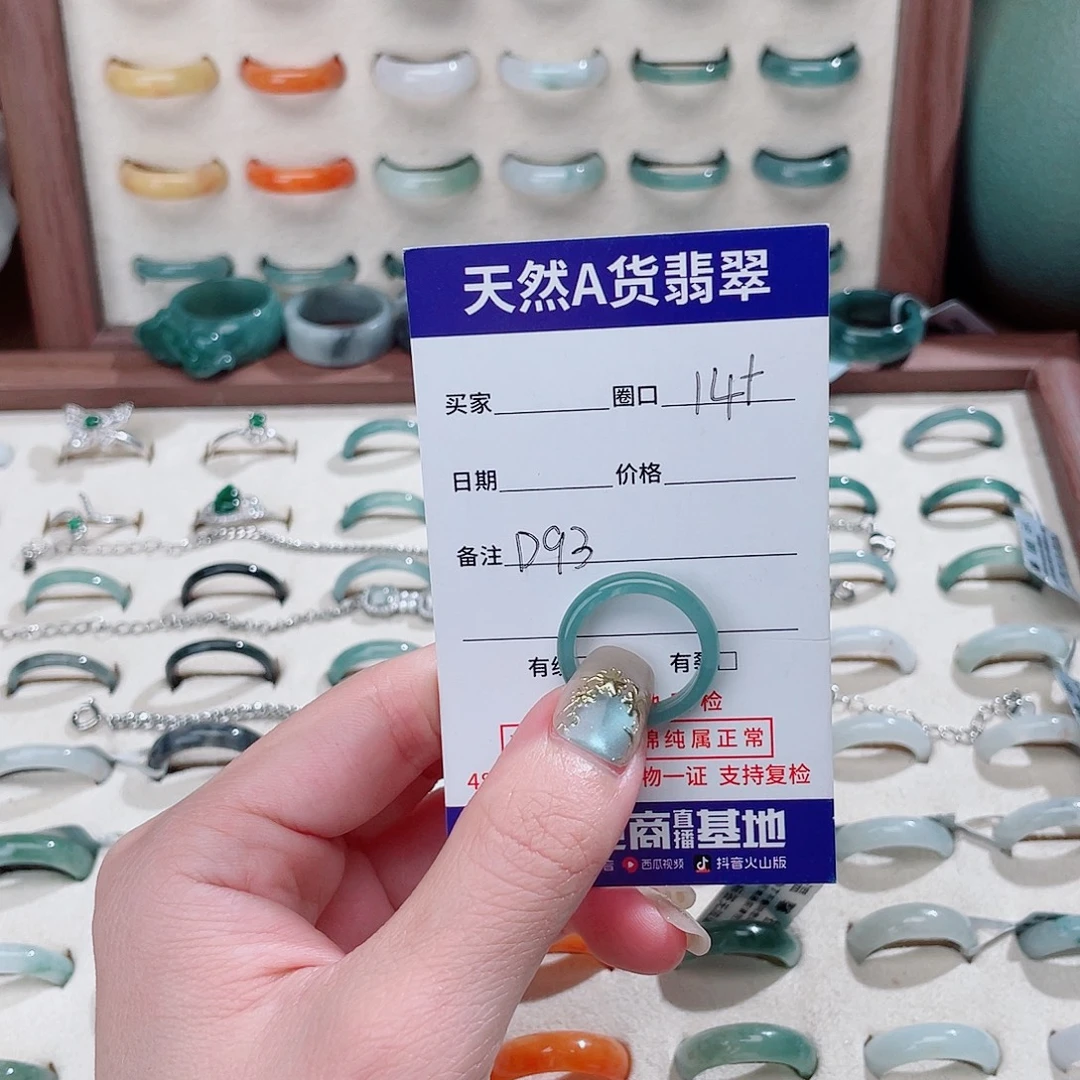 天然A货翡翠
买家 圈口 14+
日期 价格
备注 D93
有 有裂□
检
棉纯属正常
物一证 支持复检
商直播基地
音 西瓜视频 抖音火山版